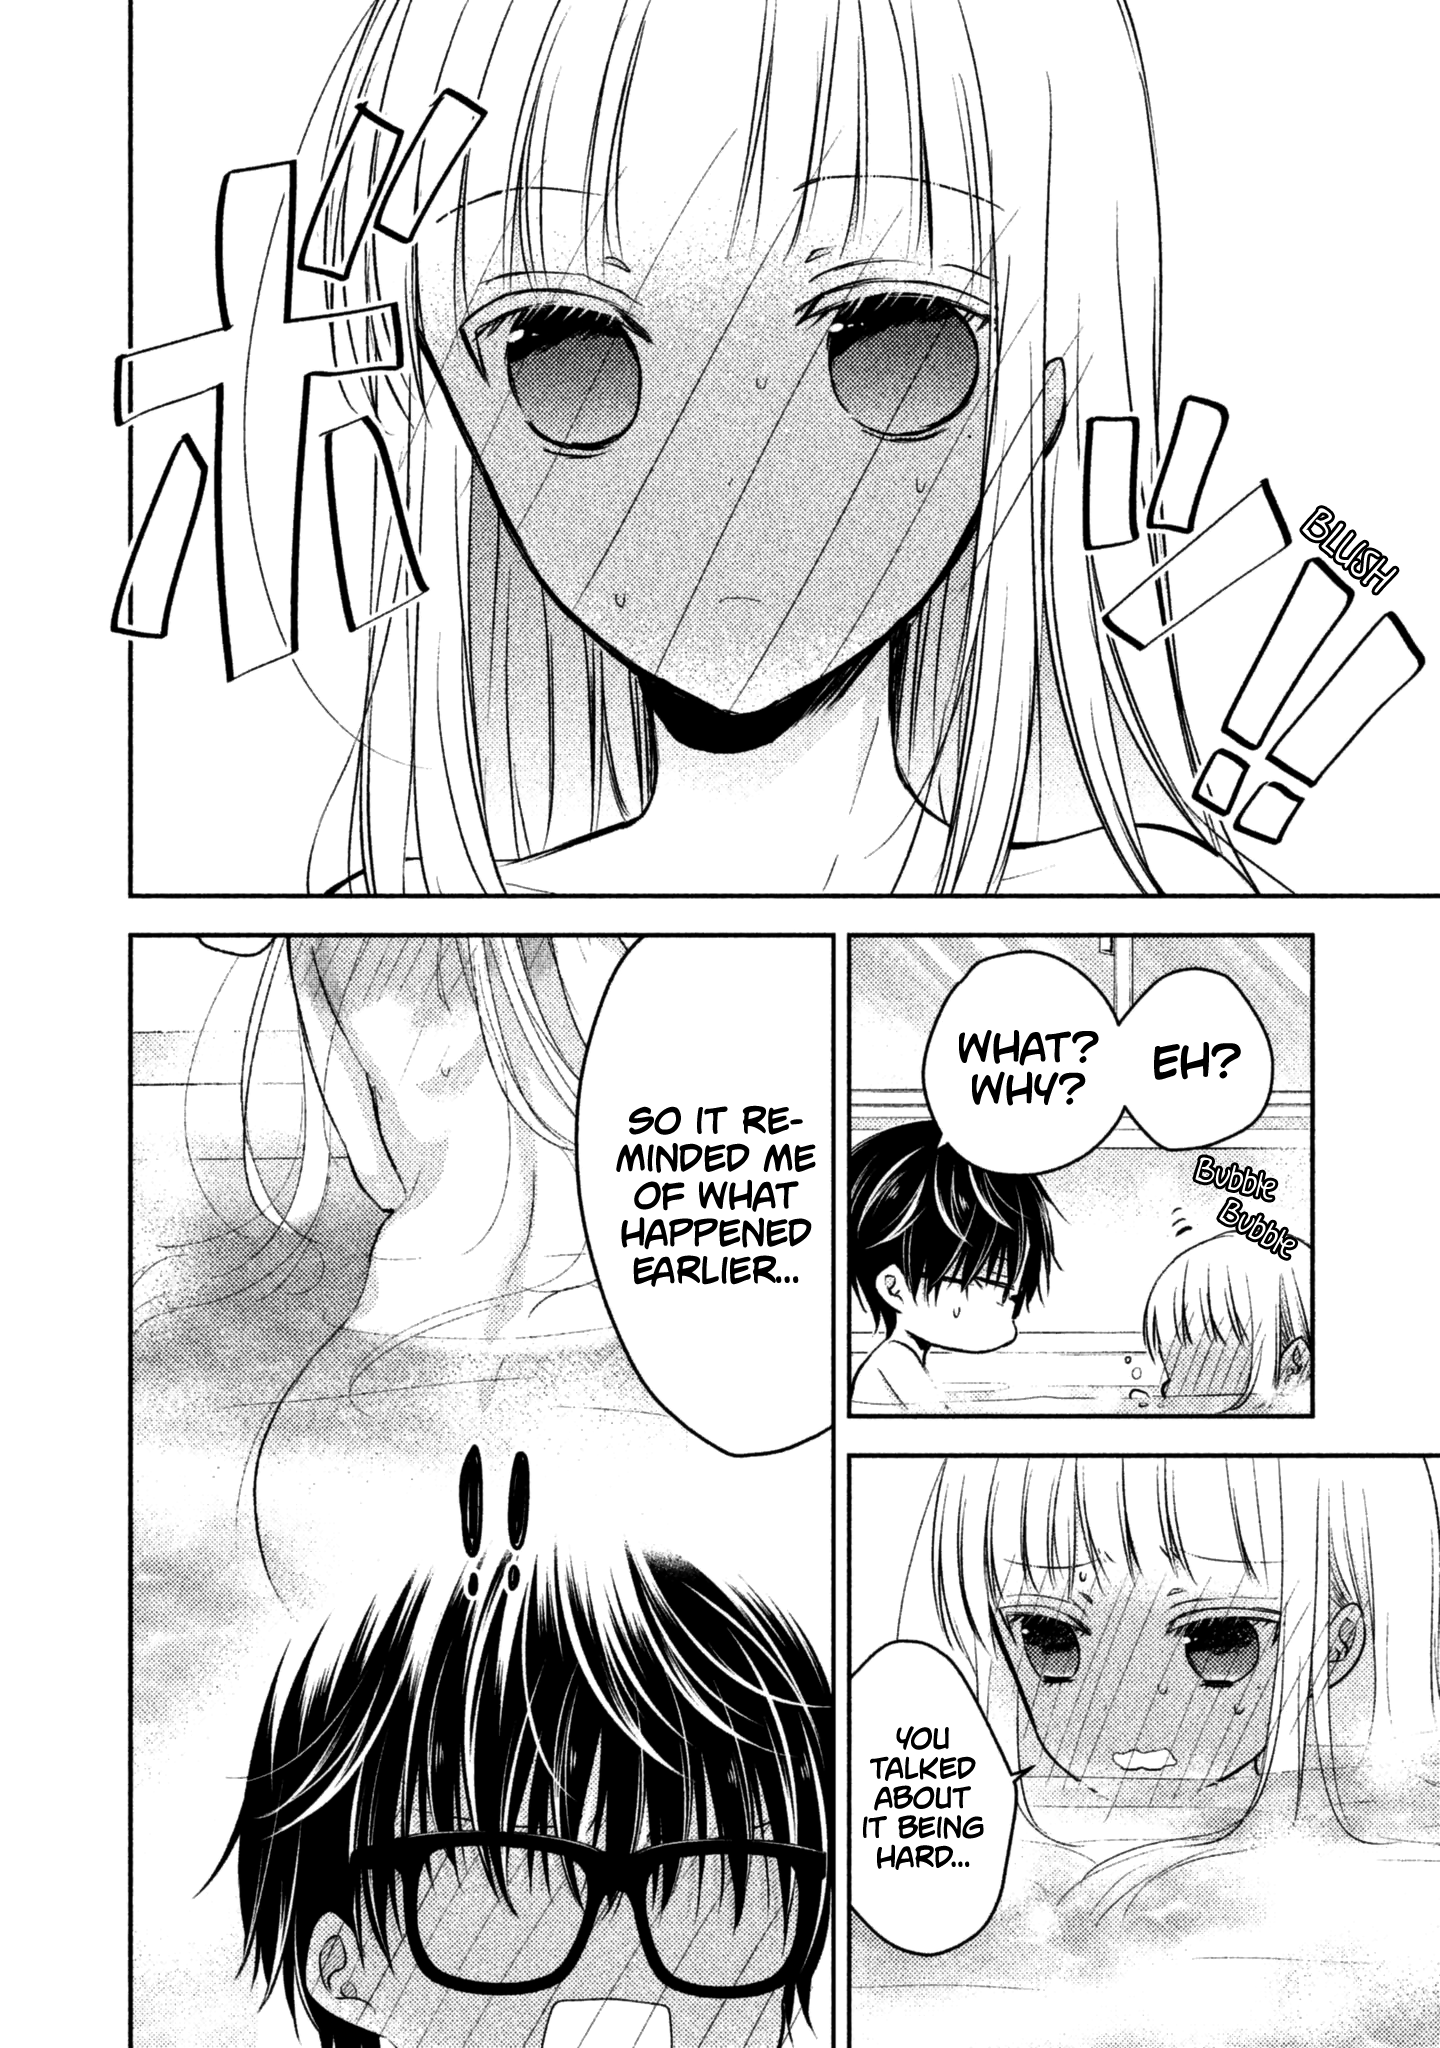 ボンッ!!
BLUSH
EH?
WHAT?
WHY?
Bubble
Bubble
YOU
TALKED
ABOUT
IT BEING
HARD...
SO IT RE-
MINDED ME
OF WHAT
HAPPENED
EARLIER...
!!